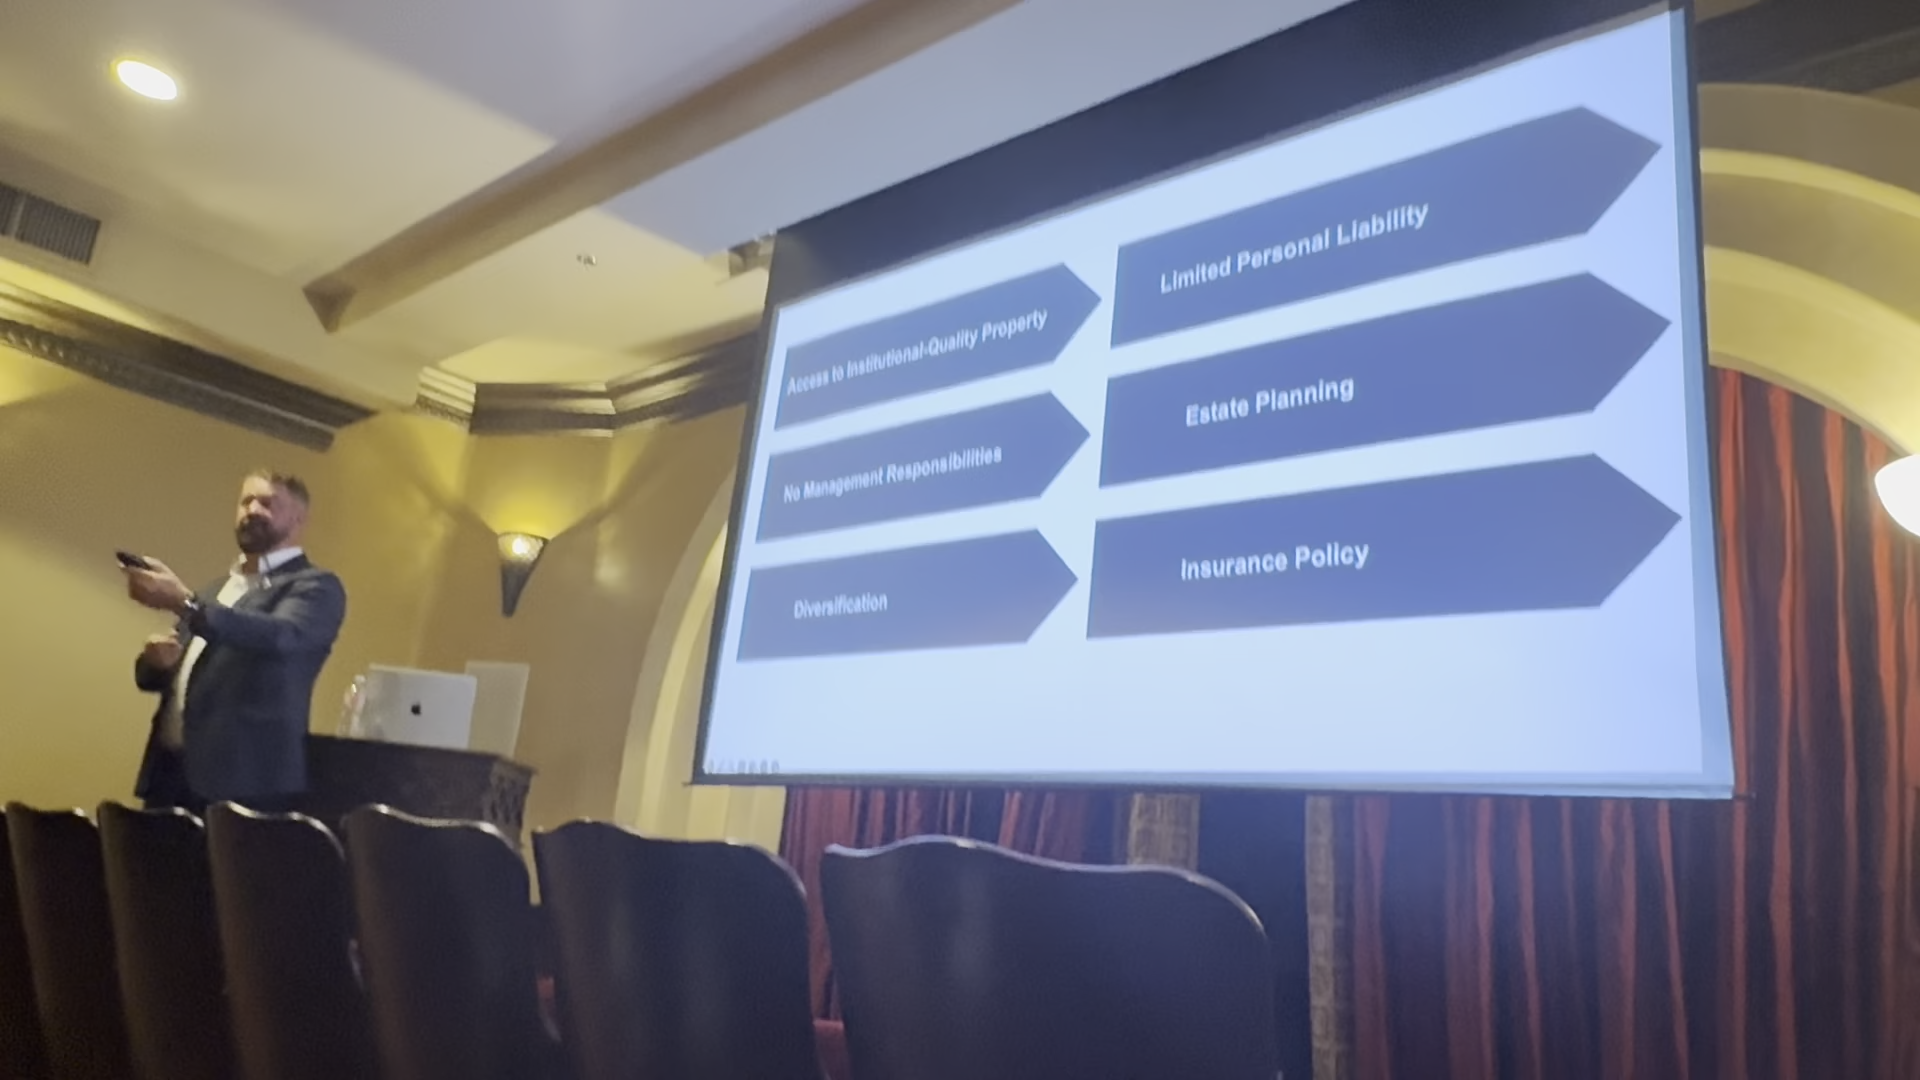 Access to Institutional-Quality Property
No Management Responsibilities
Diversification
Limited Personal Liability
Estate Planning
Insurance Policy